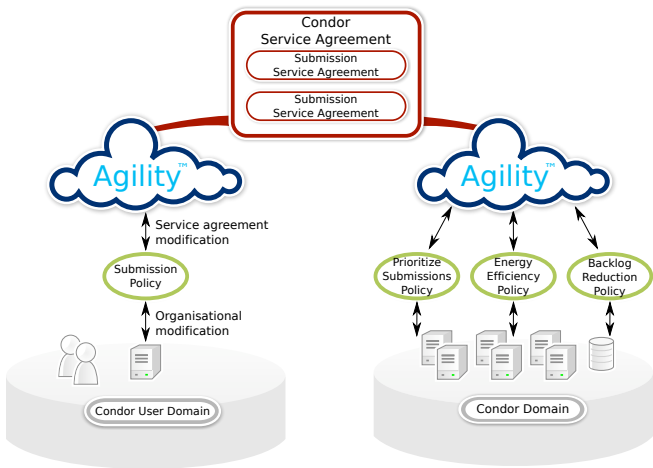 Condor
Service Agreement
Submission
Service Agreement
Submission
Service Agreement
Agility™
Agility™
Service agreement
modification
Submission
Policy
Organisational
modification
Condor User Domain
Prioritize
Submissions
Policy
Energy
Efficiency
Policy
Backlog
Reduction
Policy
Condor Domain